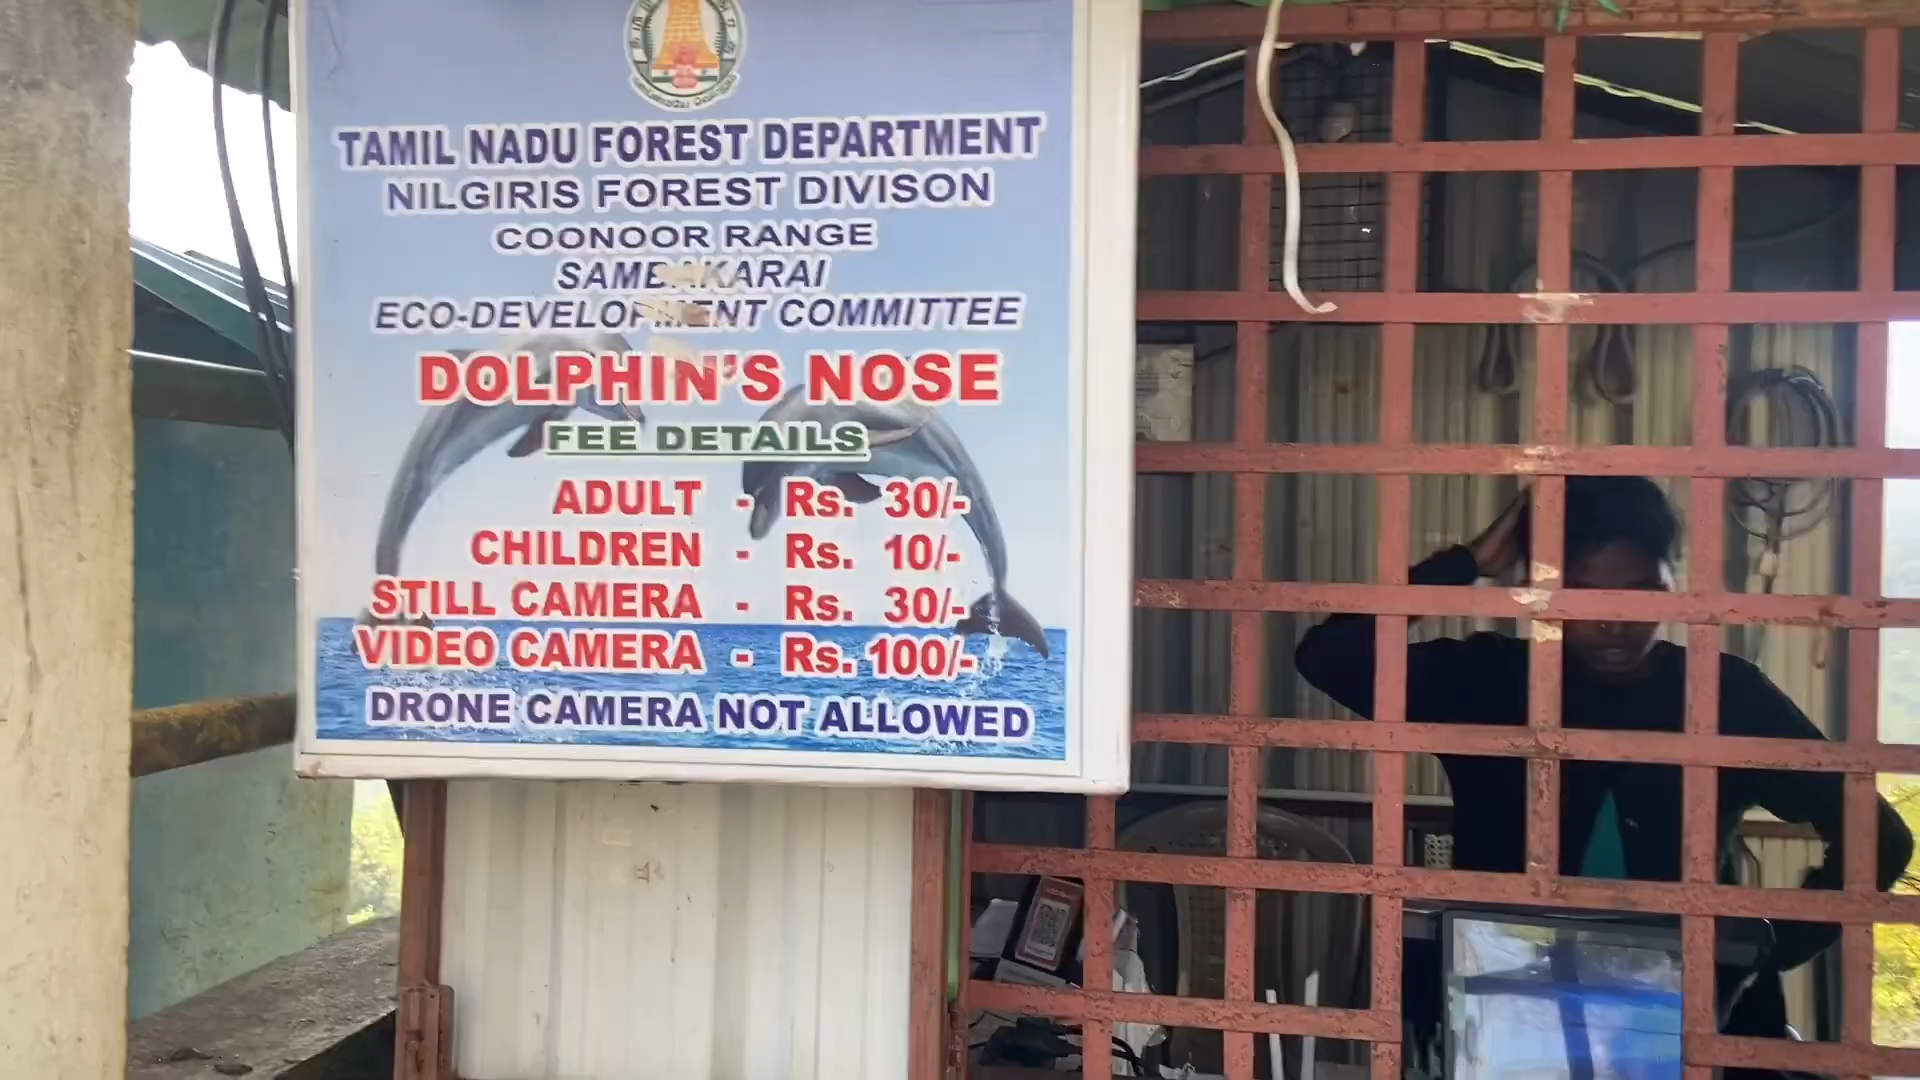 TAMIL NADU FOREST DEPARTMENT
NILGIRIS FOREST DIVISON
COONOOR RANGE
SAMBAKARAI
ECO-DEVELOPMENT COMMITTEE
DOLPHIN'S NOSE
FEE DETAILS
ADULT - Rs. 30/-
CHILDREN - Rs. 10/-
STILL CAMERA - Rs. 30/-
VIDEO CAMERA - Rs. 100/-
DRONE CAMERA NOT ALLOWED